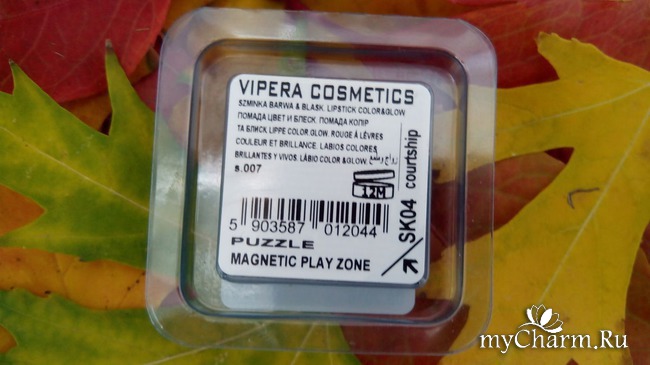 VIPERA COSMETICS
SZMINKA BARWA & BLASK. LIPSTICK COLOR&GLOW
ПОМАДА ЦВЕТ И БЛЕСК. ПОМАДА КОЛІР
ТА БЛИСК. LIPPE COLOR.GLOW. ROUGE À LÈVRES
COULEUR ET BRILLANCE. LABIOS COLORES
BRILLANTES Y VIVOS. LÁBIO COLOR &GLOW.
s.007
12M
5 903587 012044
PUZZLE
MAGNETIC PLAY ZONE
SK04 courtship
myCharm.Ru